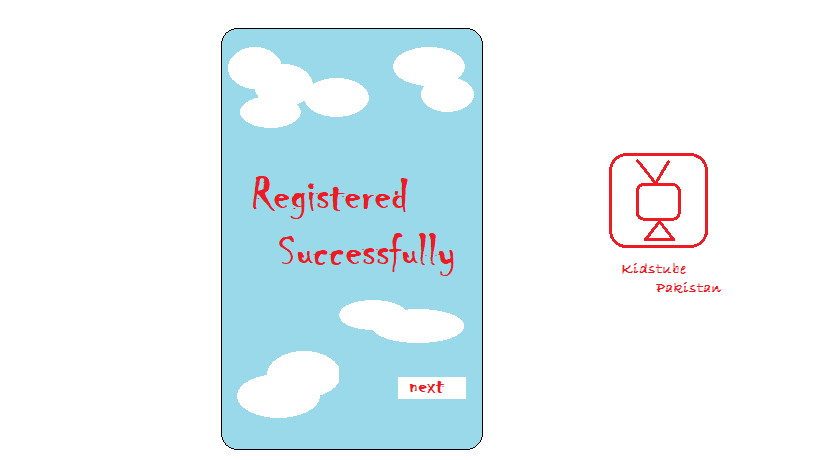 Registered
Successfully
next
Kidstube
Pakistan